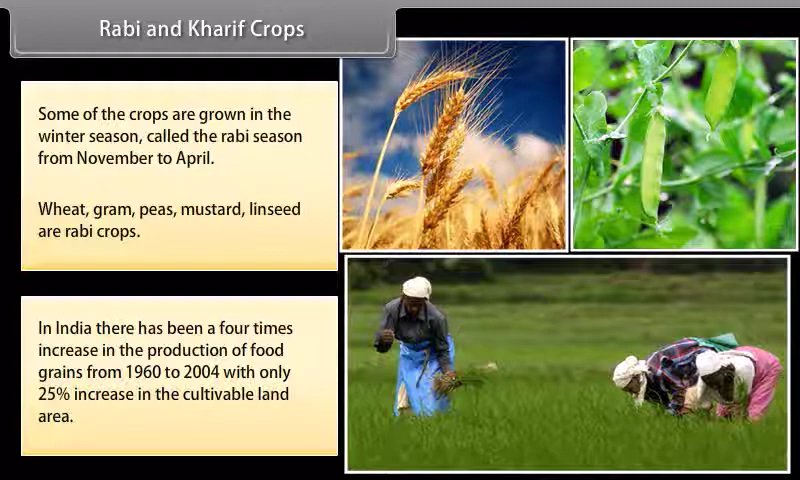 Rabi and Kharif Crops
Some of the crops are grown in the
winter season, called the rabi season
from November to April.
Wheat, gram, peas, mustard, linseed
are rabi crops.
In India there has been a four times
increase in the production of food
grains from 1960 to 2004 with only
25% increase in the cultivable land
area.